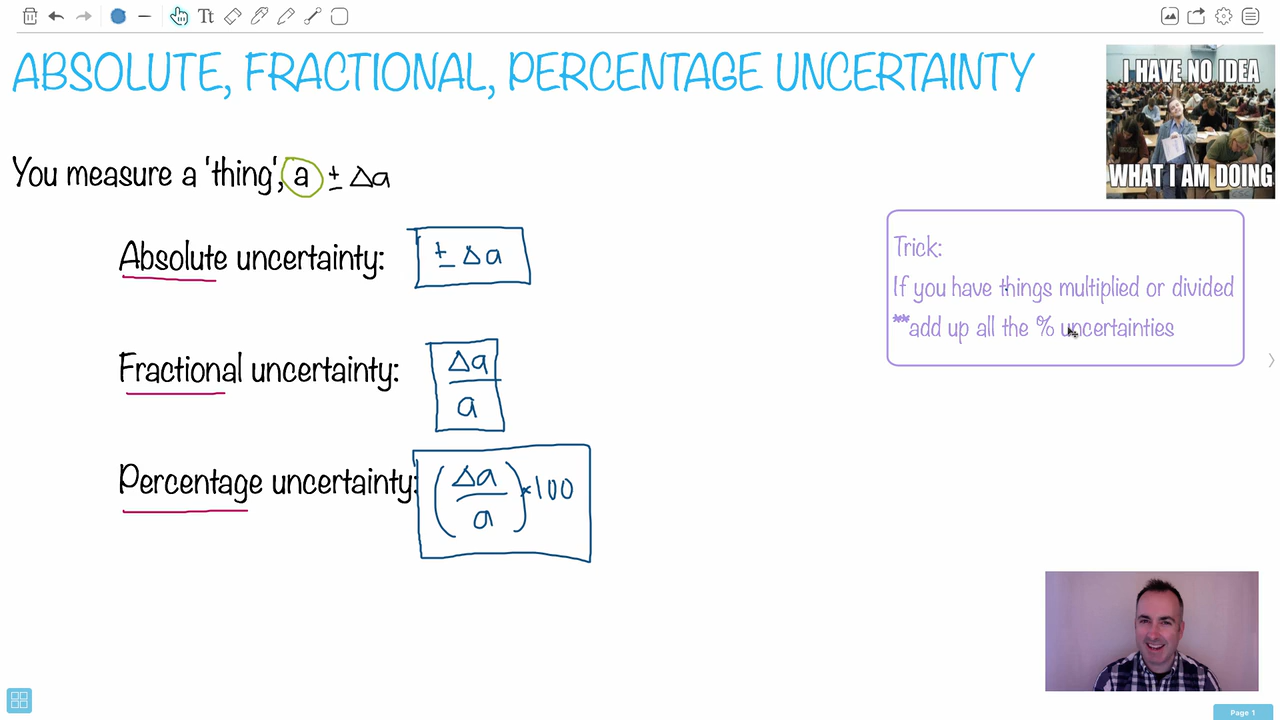 Tt
ABSOLUTE, FRACTIONAL, PERCENTAGE UNCERTAINTY
I HAVE NO IDEA
WHAT I AM DOING
You measure a 'thing', a ± Δa
Absolute uncertainty: ± Δa
Fractional uncertainty: Δa/a
Percentage uncertainty: (Δa/a) × 100
Trick:
If you have things multiplied or divided
**add up all the % uncertainties
Page 1